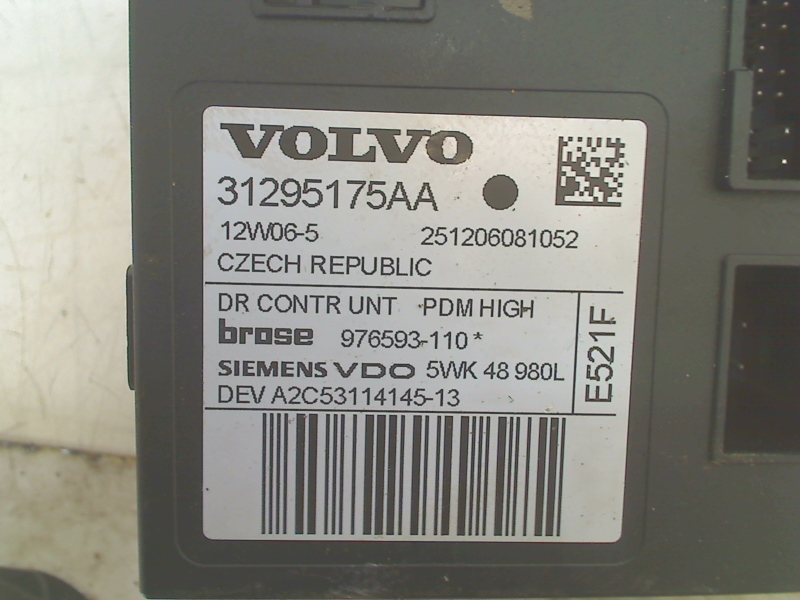 VOLVO
31295175AA
12W06-5 251206081052
CZECH REPUBLIC
DR CONTR UNT PDM HIGH
brose 976593-110*
SIEMENS VDO 5WK 48 980L
DEV A2C53114145-13
E521F